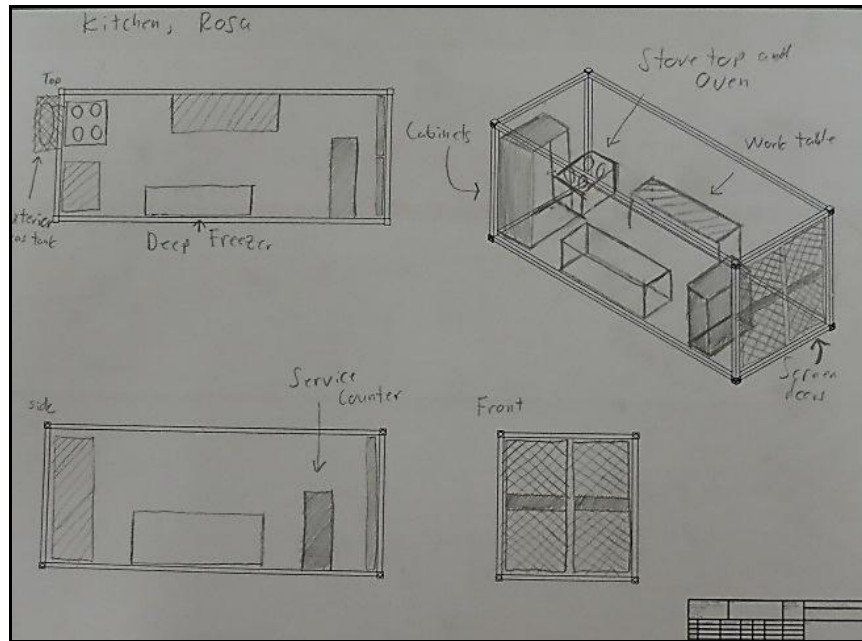 Kitchen, Rosa
Top
Stove top and
Oven
Cabinets
Work table
Deep Freezer
Service
Counter
side
Front
Screen
doors